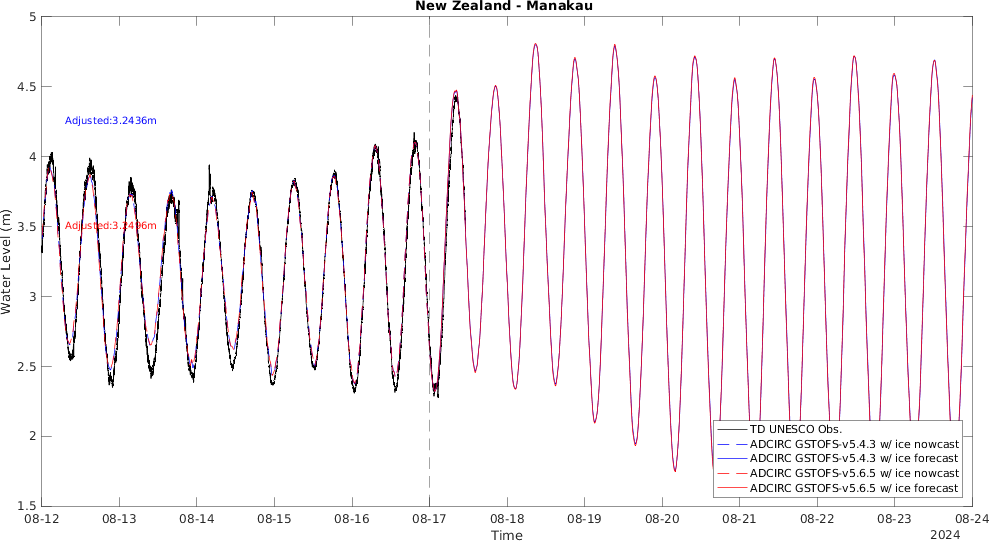 New Zealand - Manakau
5
4.5
4
3.5
3
2.5
2
1.5
Water Level (m)
Adjusted:3.2436m
Adjusted:3.2496m
TD UNESCO Obs.
ADCIRC GSTOFS-v5.4.3 w/ ice nowcast
ADCIRC GSTOFS-v5.4.3 w/ ice forecast
ADCIRC GSTOFS-v5.6.5 w/ ice nowcast
ADCIRC GSTOFS-v5.6.5 w/ ice forecast
08-12 08-13 08-14 08-15 08-16 08-17 08-18 08-19 08-20 08-21 08-22 08-23 08-24
Time
2024